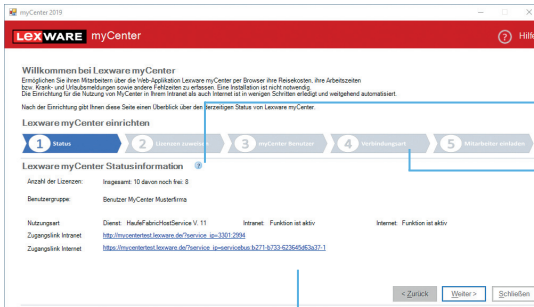 myCenter 2019
LEXWARE myCenter
Hilfe
Willkommen bei Lexware myCenter
Ermöglichen Sie ihren Mitarbeitern über die Web-Applikation Lexware myCenter per Browser ihre Reisekosten, ihre Arbeitszeiten
bzw. Krank- und Urlaubsmeldungen sowie andere Fehlzeiten zu erfassen. Eine Installation ist nicht notwendig.
Die Einrichtung für die Nutzung von MyCenter in Ihrem Intranet als auch Internet ist in wenigen Schritten erledigt und weitgehend automatisiert.
Nach der Einrichtung gibt Ihnen diese Seite einen Überblick über den derzeitigen Status von Lexware myCenter.
Lexware myCenter einrichten
1 Status 2 Lizenzen zuweisen 3 myCenter Benutzer 4 Verbindungsart 5 Mitarbeiter einladen
Lexware myCenter Statusinformation ?
Anzahl der Lizenzen: Insgesamt: 10 davon noch frei: 8
Benutzergruppe: Benutzer MyCenter Musterfirma
Nutzungsart Dienst: HaufeFabricHostService V. 11 Intranet: Funktion ist aktiv Internet: Funktion ist aktiv
Zugangslink Intranet http://mycentertest.lexware.de/?service_ip=3301:2994
Zugangslink Internet https://mycentertest.lexware.de/?service_ip=servicebus:b271-b733-623645d63a37-1
< Zurück Weiter > Schließen